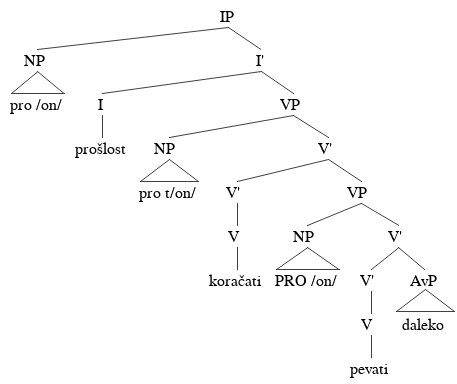 IP
NP I'
pro /on/
I VP
prošlost
NP V'
pro t/on/
V' VP
V NP V'
koračati PRO /on/
V' AvP
V daleko
pevati